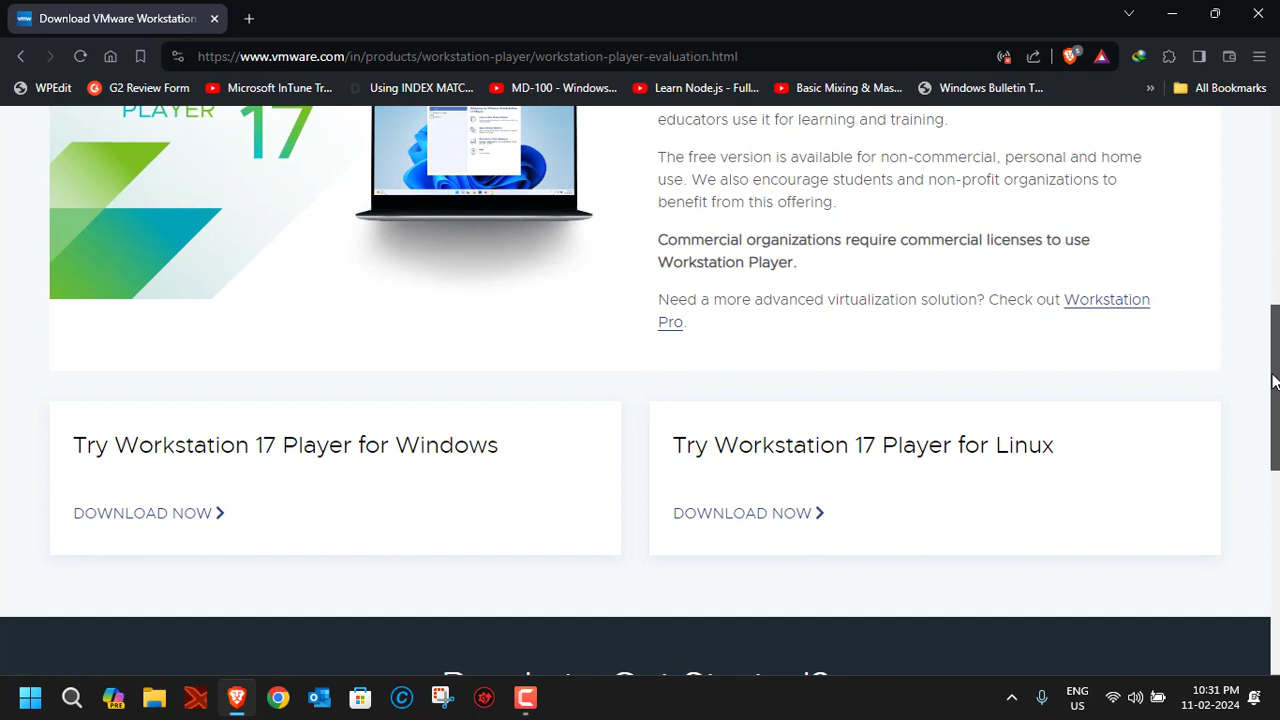 Download VMware Workstation
https://www.vmware.com/in/products/workstation-player/workstation-player-evaluation.html
5
WPEdit
G2 Review Form
Microsoft InTune Tr...
Using INDEX MATC...
MD-100 - Windows...
Learn Node.js - Full...
Basic Mixing & Mas...
Windows Bulletin T...
»
All Bookmarks
PLAYER 17
educators use it for learning and training.
The free version is available for non-commercial, personal and home
use. We also encourage students and non-profit organizations to
benefit from this offering.
Commercial organizations require commercial licenses to use
Workstation Player.
Need a more advanced virtualization solution? Check out Workstation
Pro.
Try Workstation 17 Player for Windows
DOWNLOAD NOW
Try Workstation 17 Player for Linux
DOWNLOAD NOW
PRE
ENG
US
10:31 PM
11-02-2024